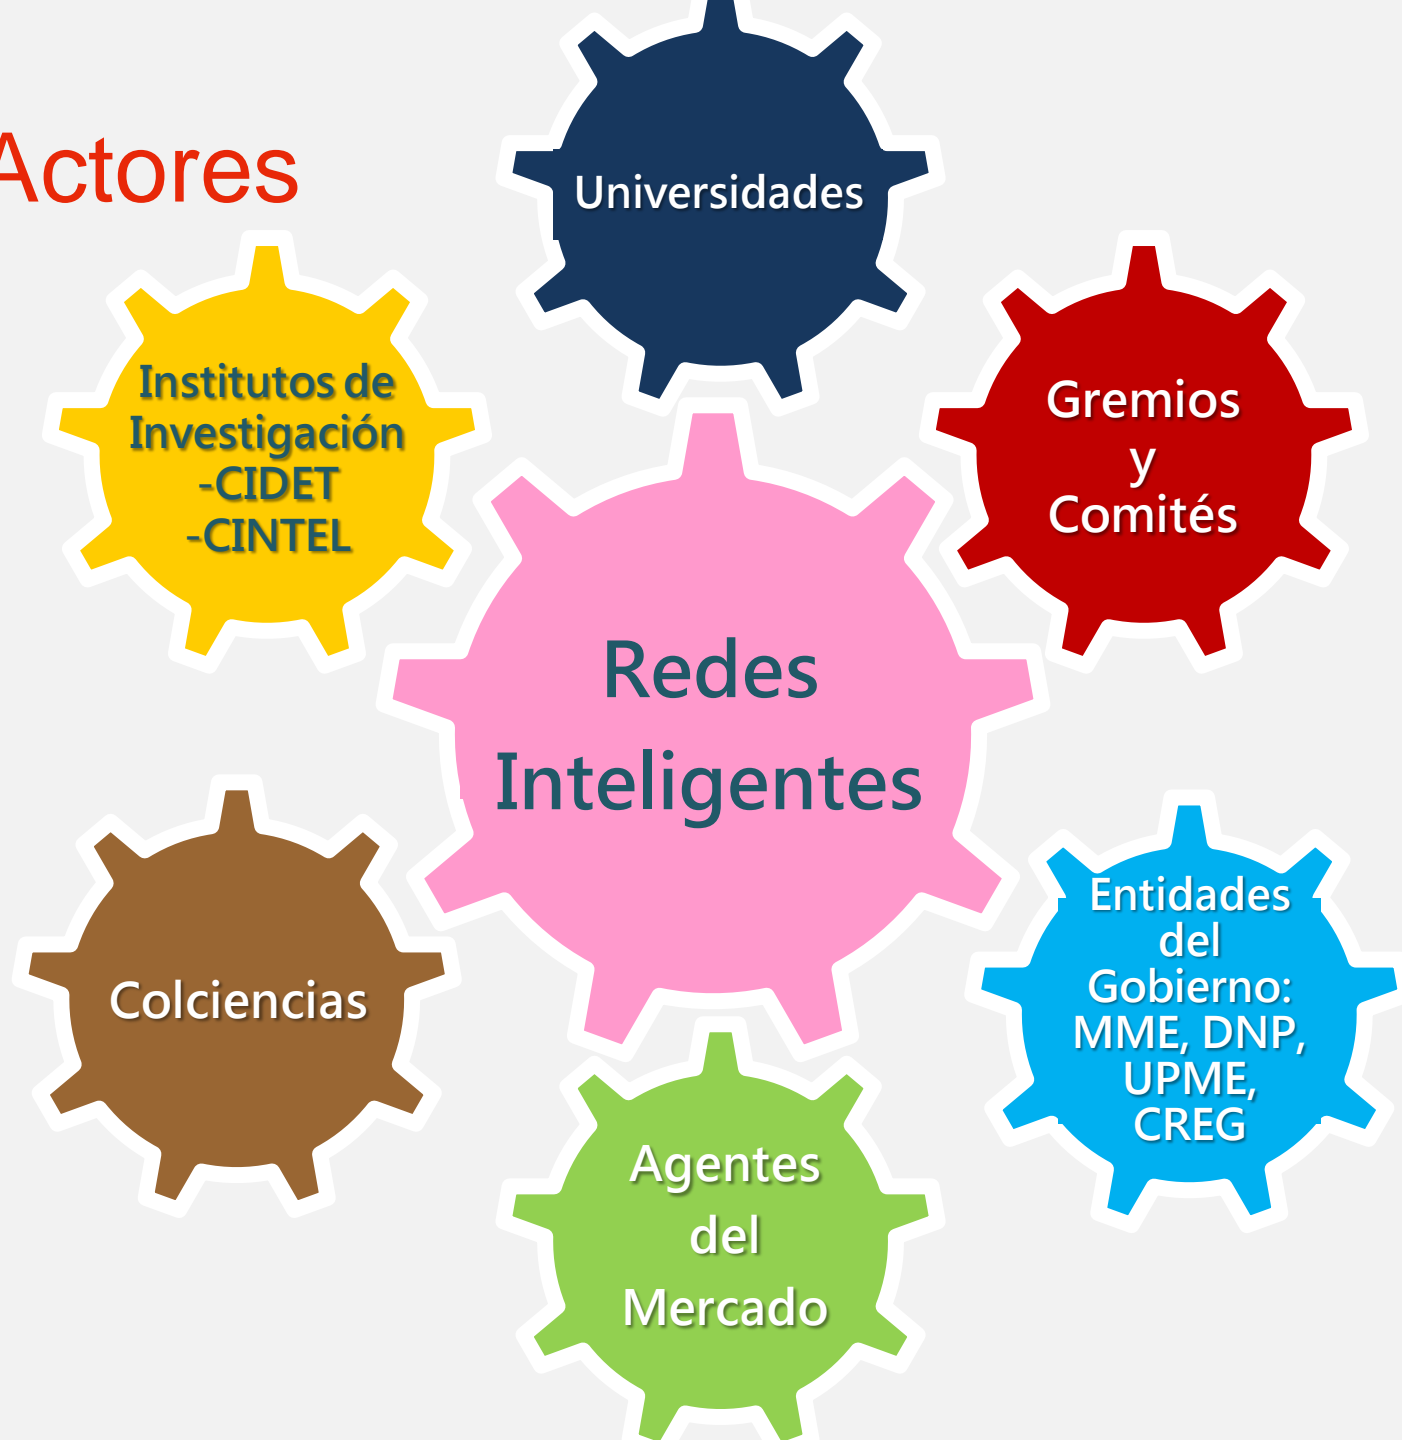 Actores
Universidades
Institutos de
Investigación
-CIDET
-CINTEL
Gremios
y
Comités
Redes
Inteligentes
Colciencias
Entidades
del
Gobierno:
MME, DNP,
UPME,
CREG
Agentes
del
Mercado